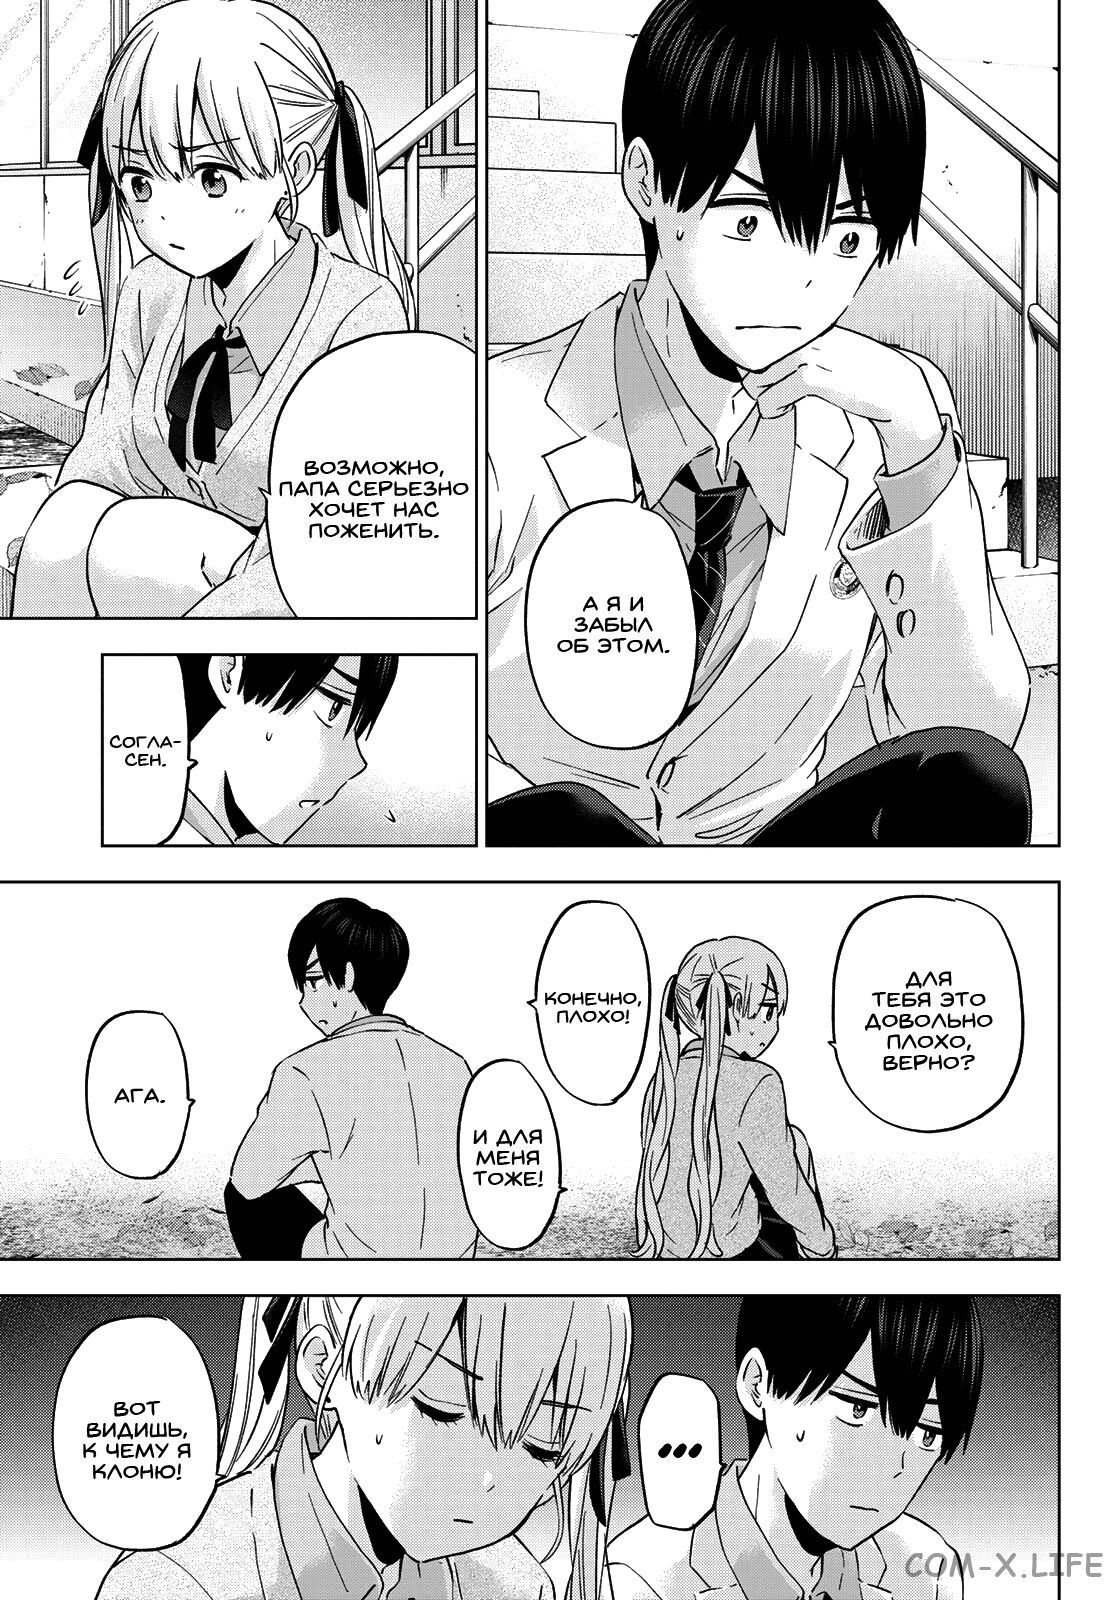 А Я И
ЗАБЫЛ
ОБ ЭТОМ.
ВОЗМОЖНО,
ПАПА СЕРЬЕЗНО
ХОЧЕТ НАС
ПОЖЕНИТЬ.
СОГЛА-
СЕН.
ДЛЯ
ТЕБЯ ЭТО
ДОВОЛЬНО
ПЛОХО,
ВЕРНО?
КОНЕЧНО,
ПЛОХО!
И ДЛЯ
МЕНЯ
ТОЖЕ!
АГА.
...
ВОТ
ВИДИШЬ,
К ЧЕМУ Я
КЛОНЮ!
COM-X.LIFE